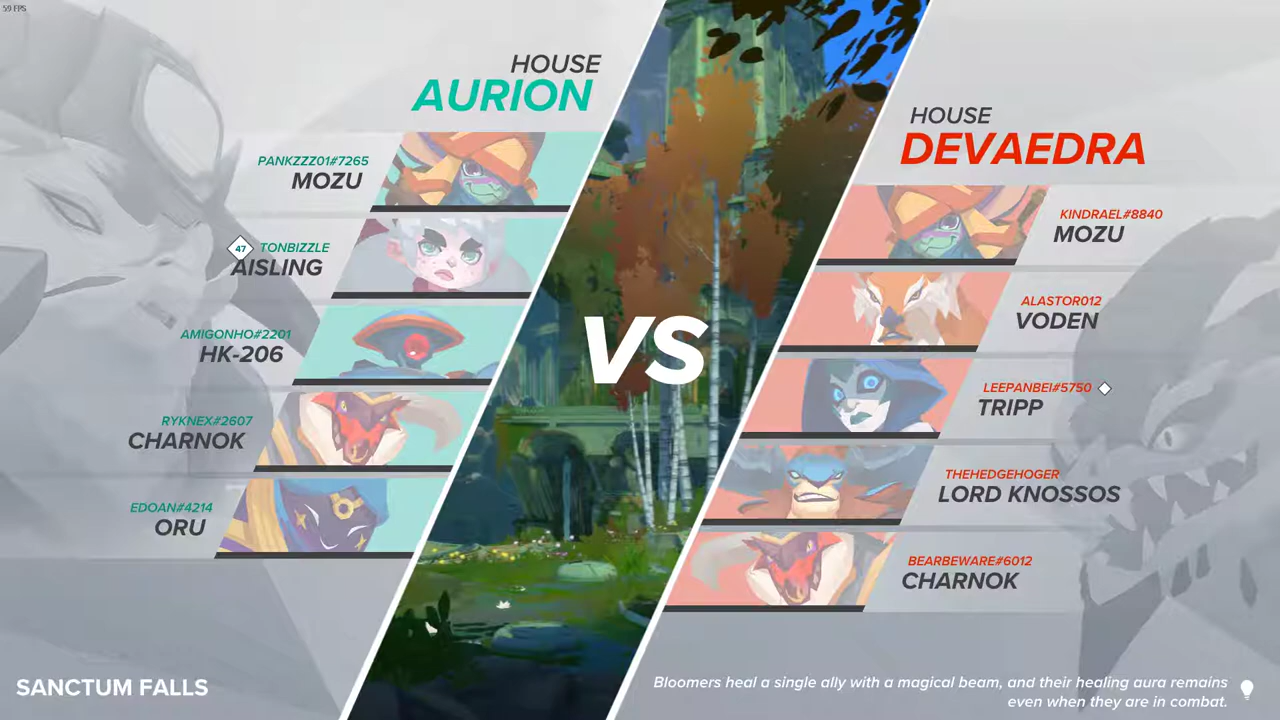 59 FPS
HOUSE
AURION
PANKZZZ01#7265
MOZU
47
TONBIZZLE
AISLING
AMIGONHO#2201
HK-206
RYKNEX#2607
CHARNOK
EDOAN#4214
ORU
VS
HOUSE
DEVAEDRA
KINDRAEL#8840
MOZU
ALASTOR012
VODEN
LEEPANBEI#5750
TRIPP
THEHEDGEHOGER
LORD KNOSSOS
BEARBEWARE#6012
CHARNOK
SANCTUM FALLS
Bloomers heal a single ally with a magical beam, and their healing aura remains
even when they are in combat.